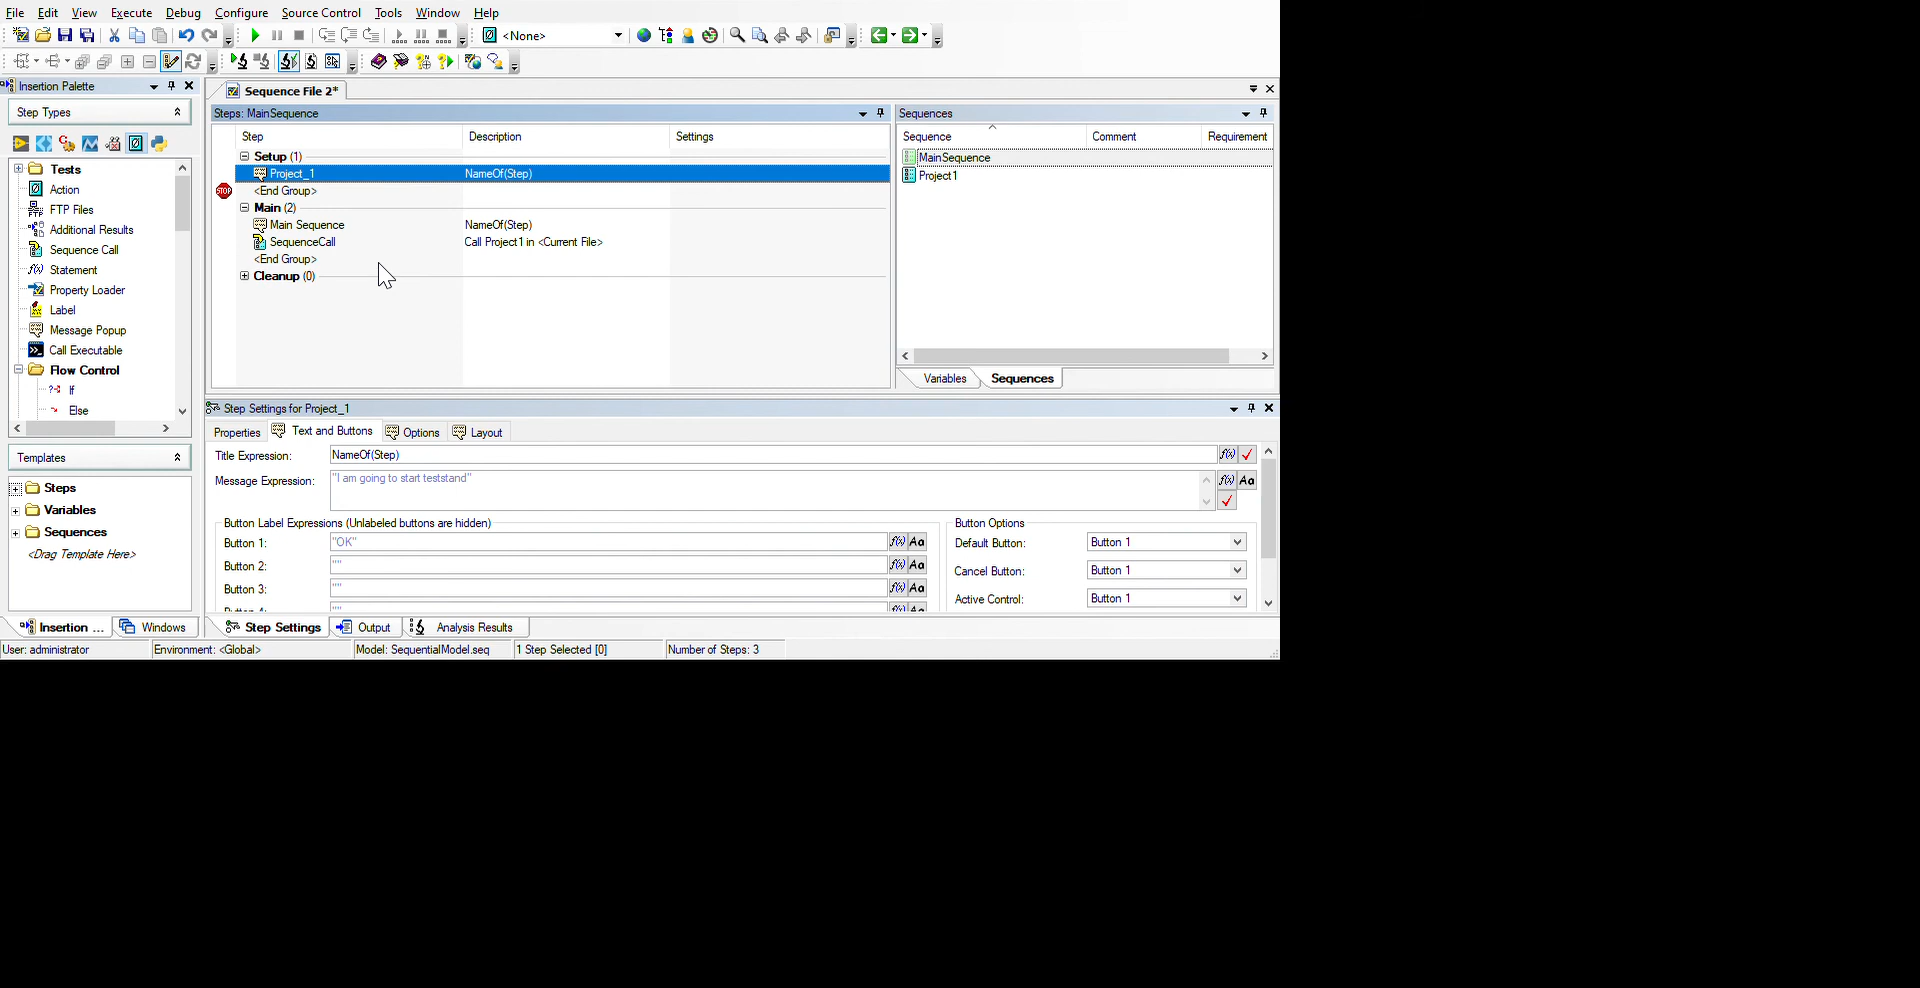 File Edit View Execute Debug Configure Source Control Tools Window Help
<None>
Insertion Palette
Step Types
Tests
Action
FTP Files
Additional Results
Sequence Call
f(x) Statement
Property Loader
Label
Message Popup
Call Executable
Flow Control
If
Else
Templates
Steps
Variables
Sequences
<Drag Template Here>
Insertion ... Windows
Sequence File 2*
Steps: MainSequence
Step Description Settings
Setup (1)
Project_1 NameOf(Step)
STOP <End Group>
Main (2)
Main Sequence NameOf(Step)
SequenceCall Call Project1 in <Current File>
<End Group>
Cleanup (0)
Sequences
Sequence Comment Requirement
MainSequence
Project1
Variables Sequences
Step Settings for Project_1
Properties Text and Buttons Options Layout
Title Expression: NameOf(Step) f(x)
Message Expression: "I am going to start teststand" f(x) Aa
Button Label Expressions (Unlabeled buttons are hidden)
Button 1: "OK" f(x) Aa
Button 2: "" f(x) Aa
Button 3: "" f(x) Aa
Button 4: "" f(x) Aa
Button Options
Default Button: Button 1
Cancel Button: Button 1
Active Control: Button 1
Step Settings Output Analysis Results
User: administrator Environment: <Global> Model: SequentialModel.seq 1 Step Selected [0] Number of Steps: 3